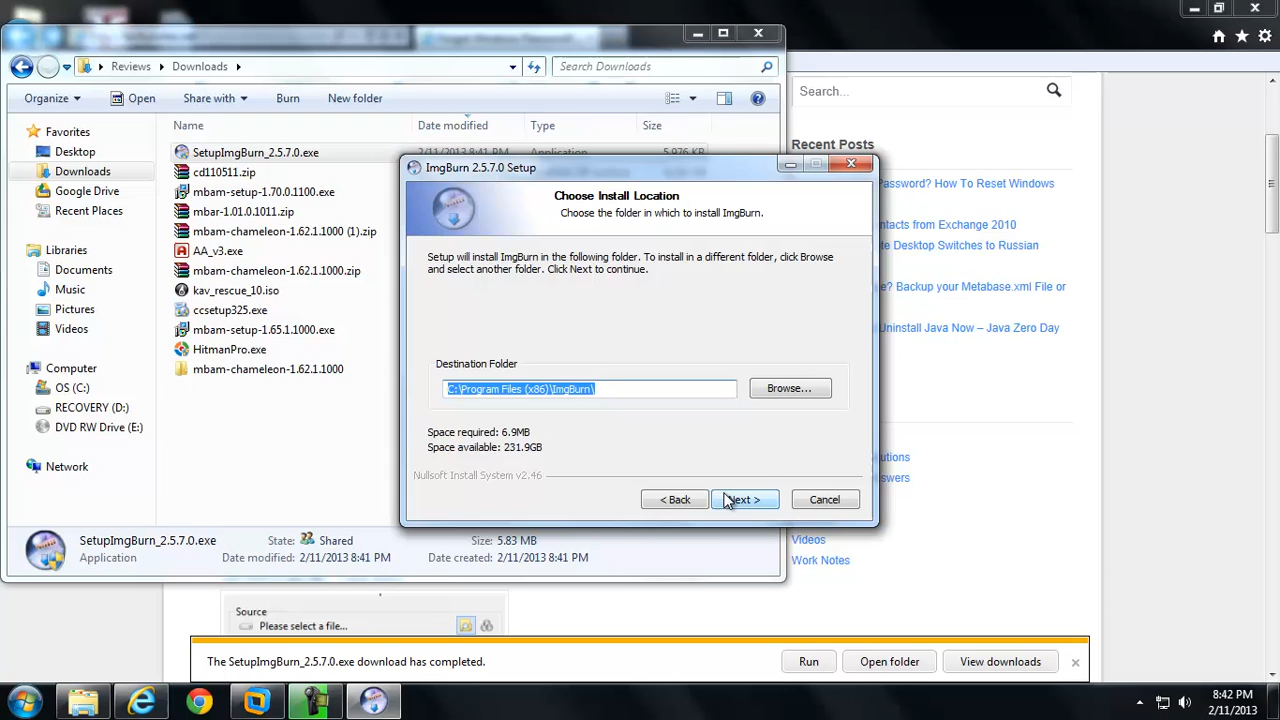 Reviews
Downloads
Search Downloads
Organize
Open
Share with
Burn
New folder
Search...
Name
Date modified
Type
Size
Favorites
Desktop
Downloads
Google Drive
Recent Places
Libraries
Documents
Music
Pictures
Videos
Computer
OS (C:)
RECOVERY (D:)
DVD RW Drive (E:)
Network
SetupImgBurn_2.5.7.0.exe
2/11/2013 8:41 PM
Application
5,976 KB
cd110511.zip
mbam-setup-1.70.0.1100.exe
mbar-1.01.0.1011.zip
mbam-chameleon-1.62.1.1000 (1).zip
AA_v3.exe
mbam-chameleon-1.62.1.1000.zip
kav_rescue_10.iso
ccsetup325.exe
mbam-setup-1.65.1.1000.exe
HitmanPro.exe
mbam-chameleon-1.62.1.1000
ImgBurn 2.5.7.0 Setup
Choose Install Location
Choose the folder in which to install ImgBurn.
Setup will install ImgBurn in the following folder. To install in a different folder, click Browse
and select another folder. Click Next to continue.
Destination Folder
C:\Program Files (x86)\ImgBurn\
Browse...
Space required: 6.9MB
Space available: 231.9GB
Nullsoft Install System v2.46
< Back
Next >
Cancel
Recent Posts
Password? How To Reset Windows
ntacts from Exchange 2010
te Desktop Switches to Russian
e? Backup your Metabase.xml File or
Uninstall Java Now – Java Zero Day
utions
swers
Videos
Work Notes
SetupImgBurn_2.5.7.0.exe
Application
State:
Shared
Date modified: 2/11/2013 8:41 PM
Size: 5.83 MB
Date created: 2/11/2013 8:41 PM
Source
Please select a file...
The SetupImgBurn_2.5.7.0.exe download has completed.
Run
Open folder
View downloads
8:42 PM
2/11/2013